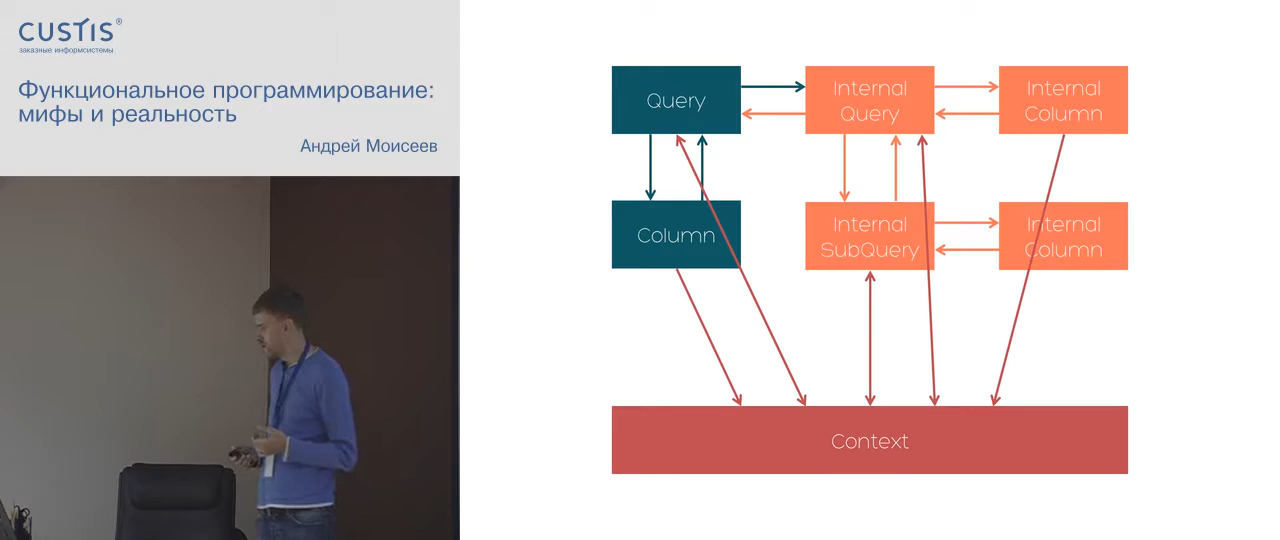 CUSTIS®
заказные информсистемы
Функциональное программирование:
мифы и реальность
Андрей Моисеев
Query
Internal
Query
Internal
Column
Column
Internal
SubQuery
Internal
Column
Context